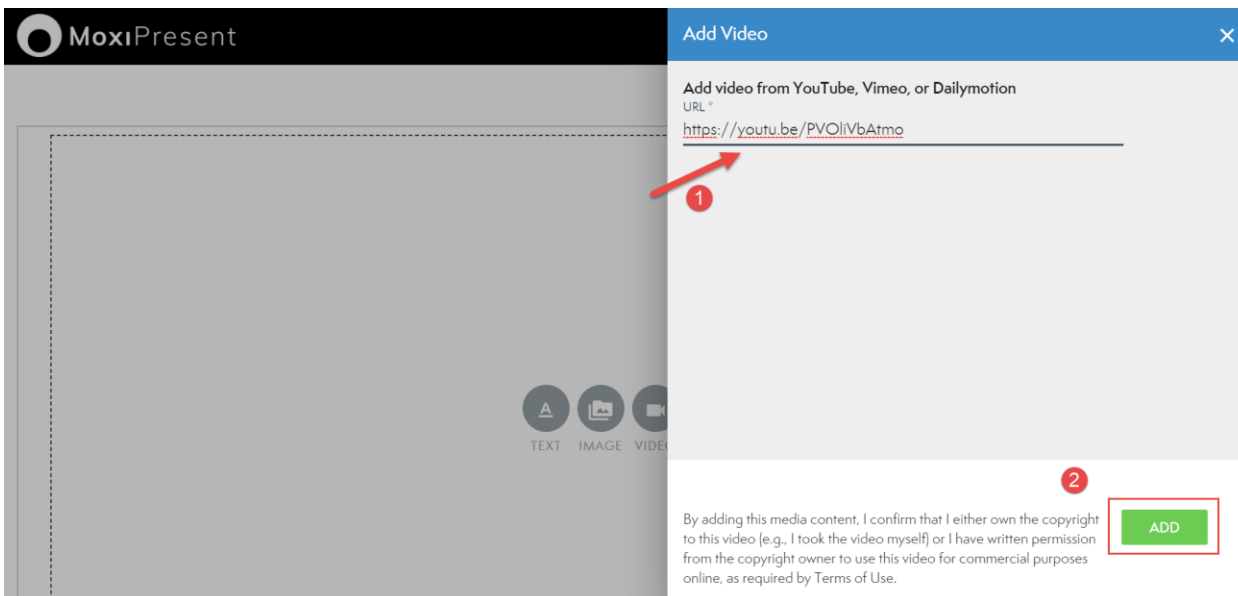 MoxiPresent
Add Video
Add video from YouTube, Vimeo, or Dailymotion
URL *
https://youtu.be/PVOliVbAtmo
1
A
TEXT IMAGE VIDEO
2
By adding this media content, I confirm that I either own the copyright
to this video (e.g., I took the video myself) or I have written permission
from the copyright owner to use this video for commercial purposes
online, as required by Terms of Use.
ADD